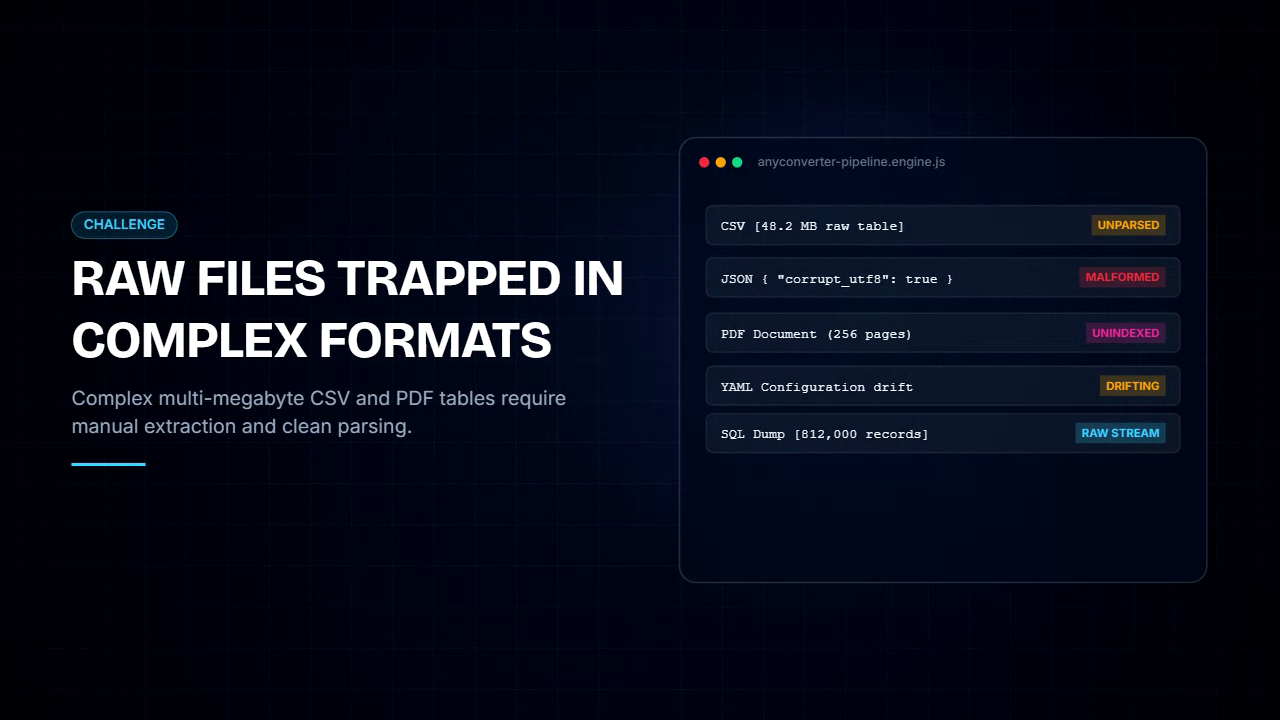 CHALLENGE
RAW FILES TRAPPED IN
COMPLEX FORMATS
Complex multi-megabyte CSV and PDF tables require
manual extraction and clean parsing.
anyconverter-pipeline.engine.js
CSV [48.2 MB raw table] UNPARSED
JSON { "corrupt_utf8": true } MALFORMED
PDF Document (256 pages) UNINDEXED
YAML Configuration drift DRIFTING
SQL Dump [812,000 records] RAW STREAM